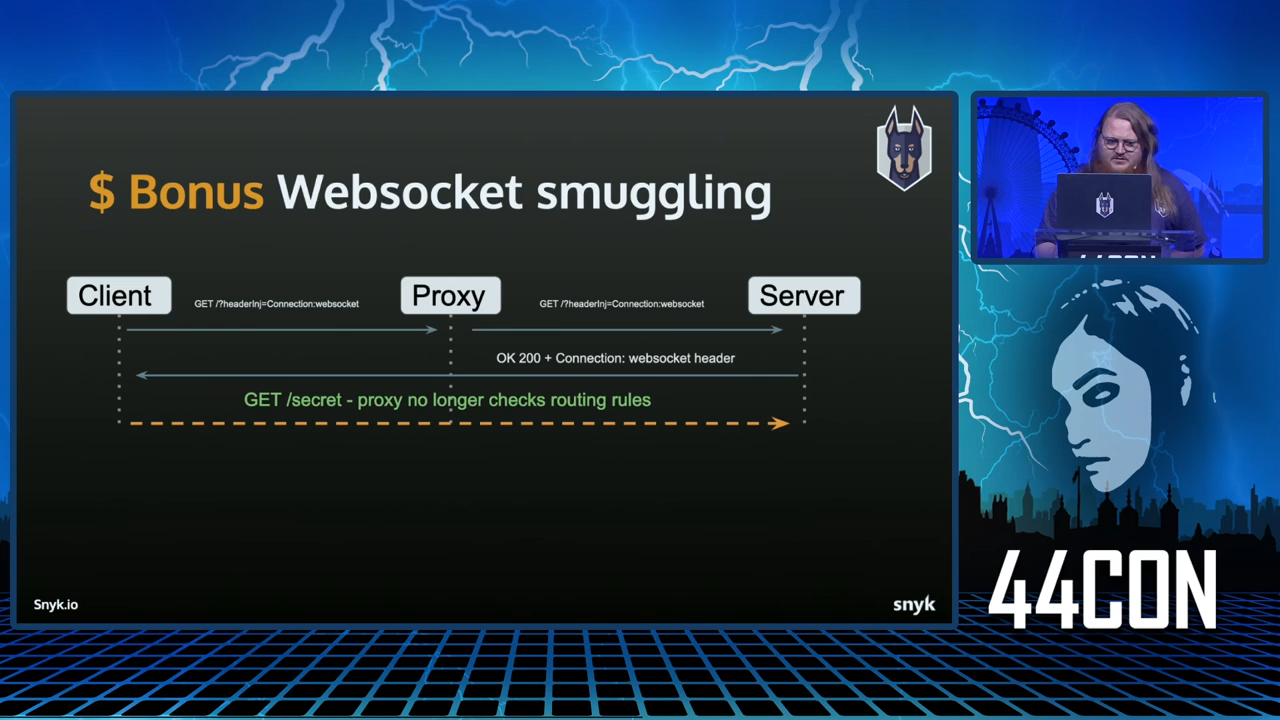 $ Bonus Websocket smuggling
Client
GET /?headerInj=Connection:websocket
Proxy
GET /?headerInj=Connection:websocket
Server
OK 200 + Connection: websocket header
GET /secret - proxy no longer checks routing rules
Snyk.io
snyk
44CON
44CON